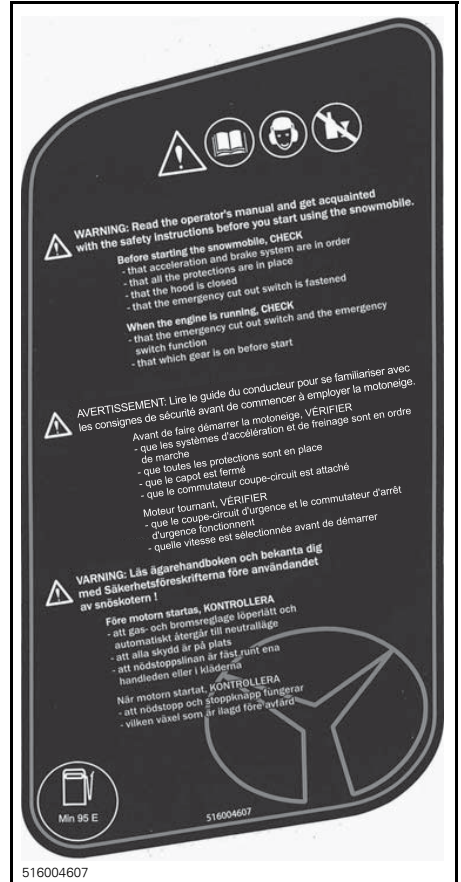 WARNING: Read the operator's manual and get acquainted
with the safety instructions before you start using the snowmobile.
Before starting the snowmobile, CHECK
- that acceleration and brake system are in order
- that all the protections are in place
- that the hood is closed
- that the emergency cut out switch is fastened
When the engine is running, CHECK
- that the emergency cut out switch and the emergency
switch function
- that which gear is on before start
AVERTISSEMENT: Lire le guide du conducteur pour se familiariser avec
les consignes de sécurité avant de commencer à employer la motoneige.
Avant de faire démarrer la motoneige, VÉRIFIER
- que les systèmes d'accélération et de freinage sont en ordre
de marche
- que toutes les protections sont en place
- que le capot est fermé
- que le commutateur coupe-circuit est attaché
Moteur tournant, VÉRIFIER
- que le coupe-circuit d'urgence et le commutateur d'arrêt
d'urgence fonctionnent
- quelle vitesse est sélectionnée avant de démarrer
VARNING: Läs ägarehandboken och bekanta dig
med Säkerhetsföreskrifterna före användandet
av snöskotern !
Före motorn startas, KONTROLLERA
- att gas- och bromsreglage löperlätt och
automatiskt återgår till neutralläge
- att alla skydd är på plats
- att nödstoppslinan är fäst runt ena
handleden eller i kläderna
När motorn startat, KONTROLLERA
- att nödstopp och stoppknapp fungerar
- vilken växel som är ilagd före avfärd
Min 95 E
516004607
516004607